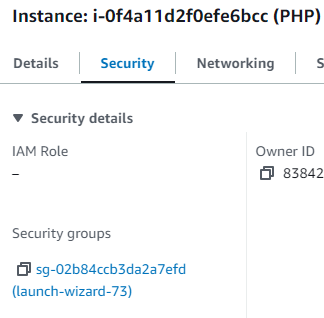 Instance: i-0f4a11d2f0efe6bcc (PHP)
Details Security Networking S
▼ Security details
IAM Role Owner ID
– 83842
Security groups
sg-02b84ccb3da2a7efd
(launch-wizard-73)